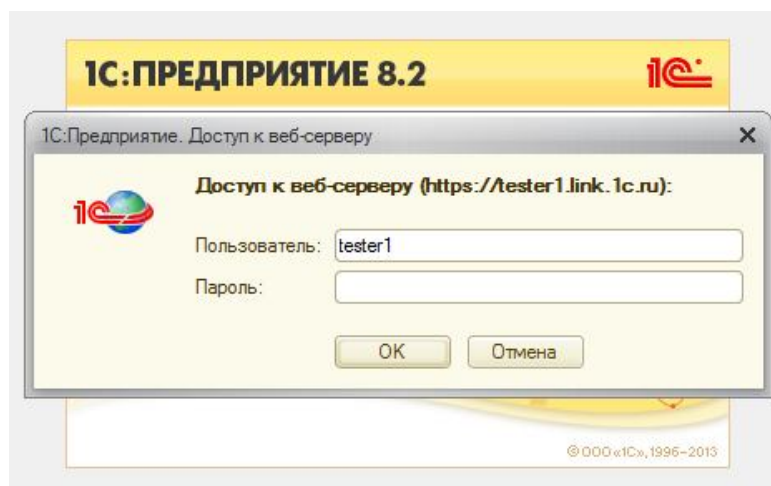 1С:ПРЕДПРИЯТИЕ 8.2
1С
1С:Предприятие. Доступ к веб-серверу
Доступ к веб-серверу (https://tester1.link.1c.ru):
1С
Пользователь: tester1
Пароль:
OK Отмена
© ООО «1С», 1996-2013